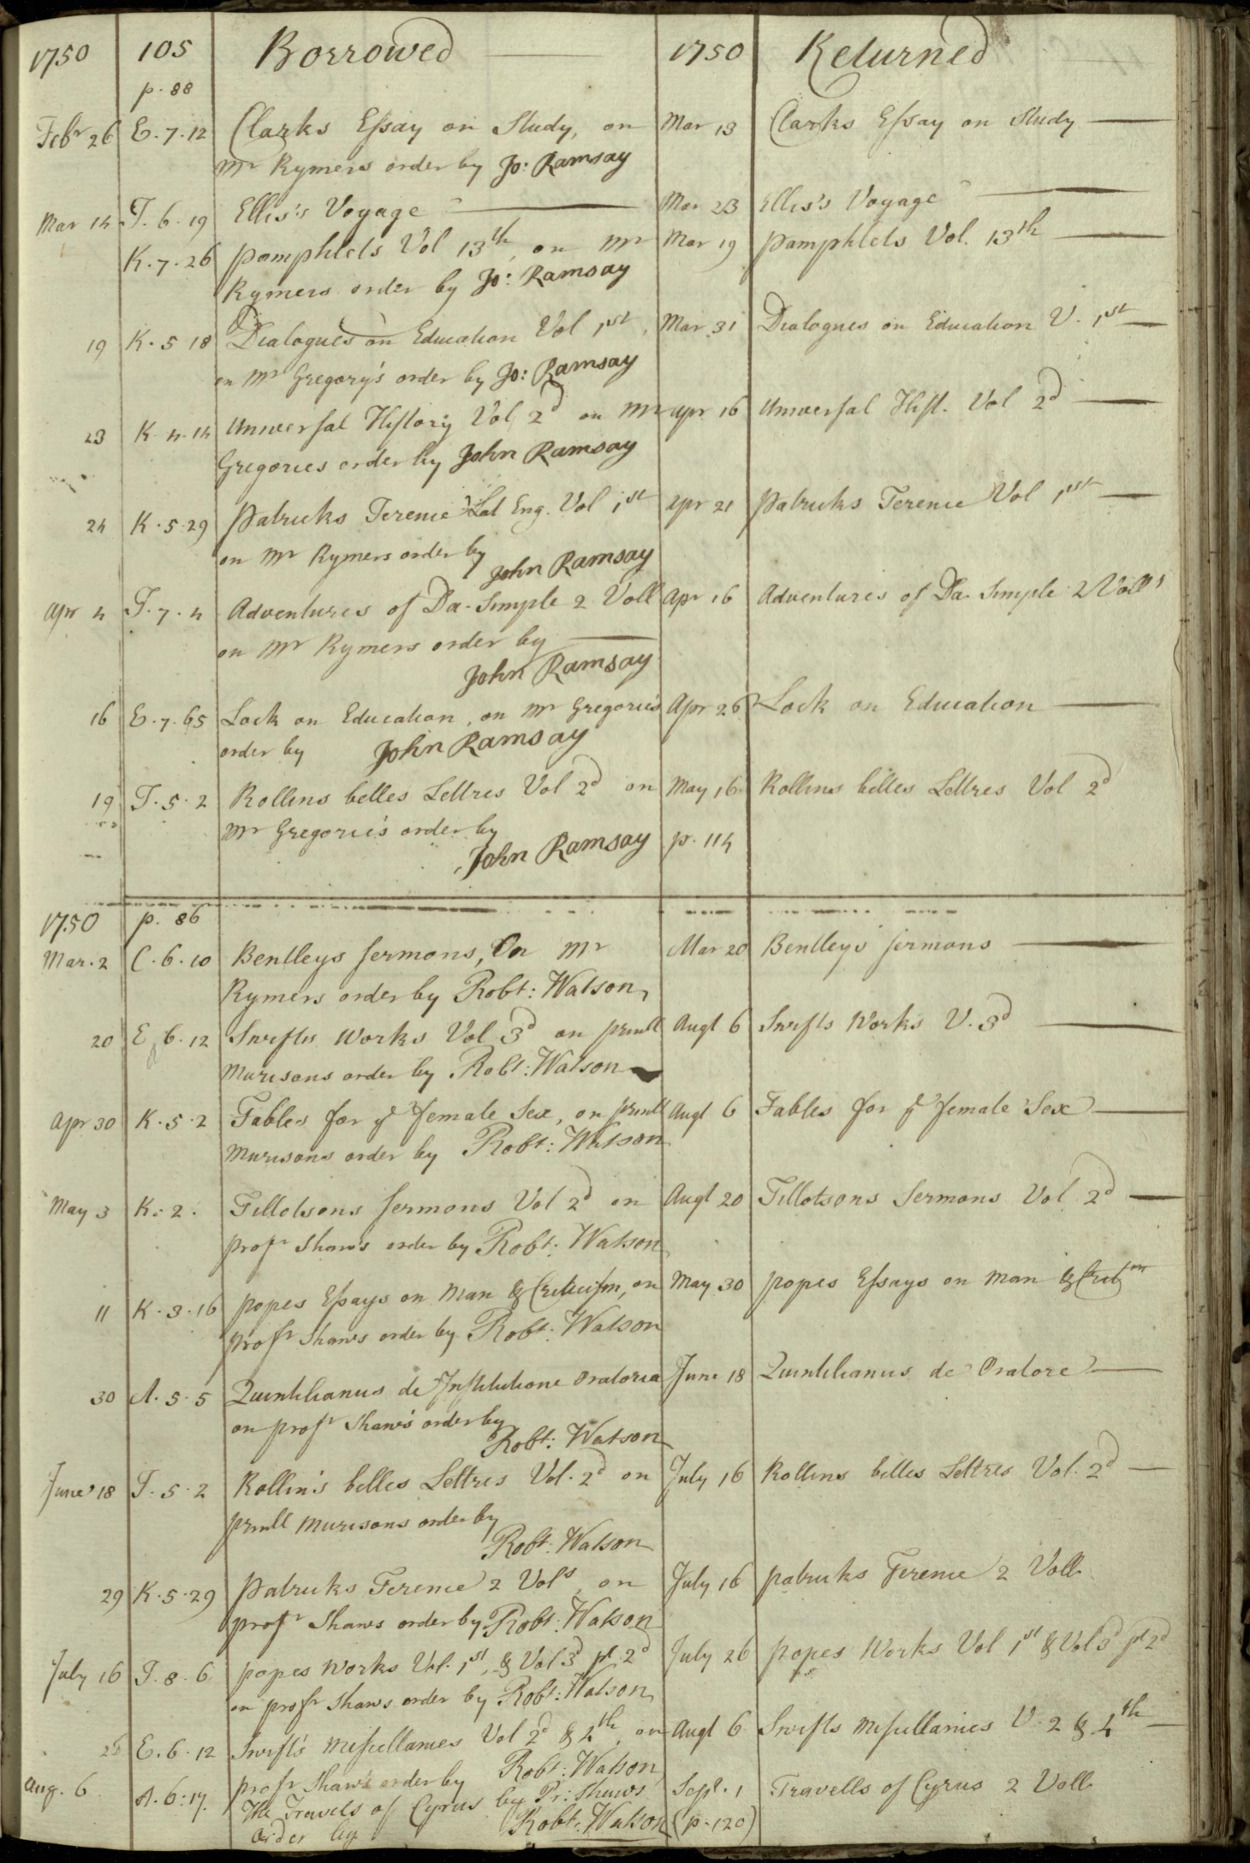 1750 105 Borrowed 1750 Returned
p. 88
Febr 26 E. 7. 12 Clarks Essay on Study, on Mar 13 Clarks Essay on Study
Mr Rymers order by Jo: Ramsay
Mar 14 T. 6. 19 Ellis's Voyage Mar 23 Ellis's Voyage
K. 7. 26 pamphlets Vol 13th, on Mr Mar 19 pamphlets Vol. 13th
Rymers order by Jo: Ramsay
19 K. 5 18 Dialogues on Education Vol 1st, Mar 31 Dialogues on Education V. 1st
on Mr Gregory's order by Jo: Ramsay
23 K. 4. 14 Universal History Vol 2d on Mr apr 16 Universal Hist. Vol 2d
Gregories order by John Ramsay
24 K. 5. 29 patricks Terence Lat Eng. Vol 1st apr 21 patricks Terence Vol 1st
on Mr Rymers order by
John Ramsay
apr 4 T. 7. 4 Adventures of Da. Simple 2 Voll apr 16 Adventures of Da. Simple 2 Voll's
on Mr Rymers order by
John Ramsay
16 E. 7. 65 Lock on Education, on Mr Gregories apr 26 Lock on Education
order by John Ramsay
19 T. 5. 2 Rollins belles Lettres Vol 2d on May 16 Rollins belles Lettres Vol 2d
Mr Gregorie's order by
John Ramsay p. 114
1750 p. 86
Mar. 2 C. 6. 10 Bentleys sermons, On Mr Mar 20 Bentleys sermons
Rymers order by Robt: Watson,
20 E 6. 12 Swifts Works Vol 3d on prinll Augt 6 Swifts Works V. 3d
Murisons order by Robt: Watson
apr 30 K. 5. 2 Fables for ye female Sex, on prinll Augt 6 Fables for ye female Sex
Murisons order by Robt: Watson
May 3 K. 2. Tillotsons sermons Vol 2d on Augt 20 Tillotsons Sermons Vol 2d
profr Shaws order by Robt: Watson
11 K. 3. 16 popes Essays on Man & Criticism, on May 30 popes Essays on Man & Critm
profr Shaws order by Robt: Watson
30 A. 5. 5 Quintilianus de Institutione Oratoria June 18 Quintilianus de Oratore
on profr Shaw's order by
Robt: Watson
June 18 T. 5. 2 Rollin's belles Lettres Vol. 2d on July 16 Rollins belles Lettres Vol. 2d
prinll Murisons order by
Robt: Watson
29 K. 5. 29 patricks Terence 2 Vols, on July 16 patricks Terence 2 Voll.
profr Shaws order by Robt: Watson
July 16 T. 8. 6 popes Works Vol. 1st, & Vol 3d pt 2d July 26 popes Works Vol 1st & Vol 3d pt 2d
on profr Shaws order by Robt: Watson
26 E. 6. 12 Swift's Miscellanies Vol 2d & 4th, on Augt 6 Swifts Miscellanies V. 2 & 4th
profr Shaw's order by Robt: Watson
Aug. 6 A. 6. 17. The Travels of Cyrus by Pr: Shaws Sept. 1 Travells of Cyrus 2 Voll.
order by Robt: Watson (p. 120)